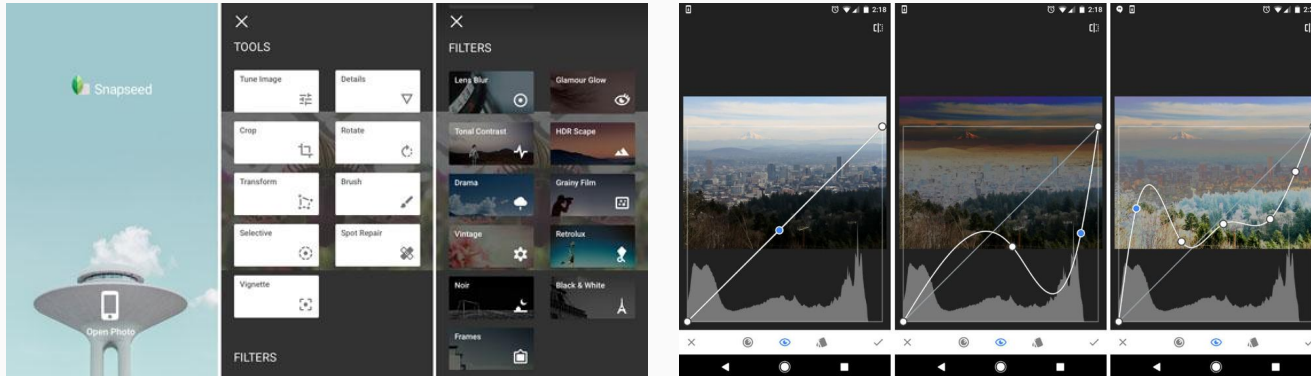 Snapseed
Open Photo
TOOLS
Tune Image
Details
Crop
Rotate
Transform
Brush
Selective
Spot Repair
Vignette
FILTERS
FILTERS
Lens Blur
Glamour Glow
Tonal Contrast
HDR Scape
Drama
Grainy Film
Vintage
Retrolux
Noir
Black & White
Frames
2:18
2:18